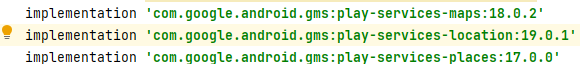 implementation 'com.google.android.gms:play-services-maps:18.0.2'
implementation 'com.google.android.gms:play-services-location:19.0.1'
implementation 'com.google.android.gms:play-services-places:17.0.0'